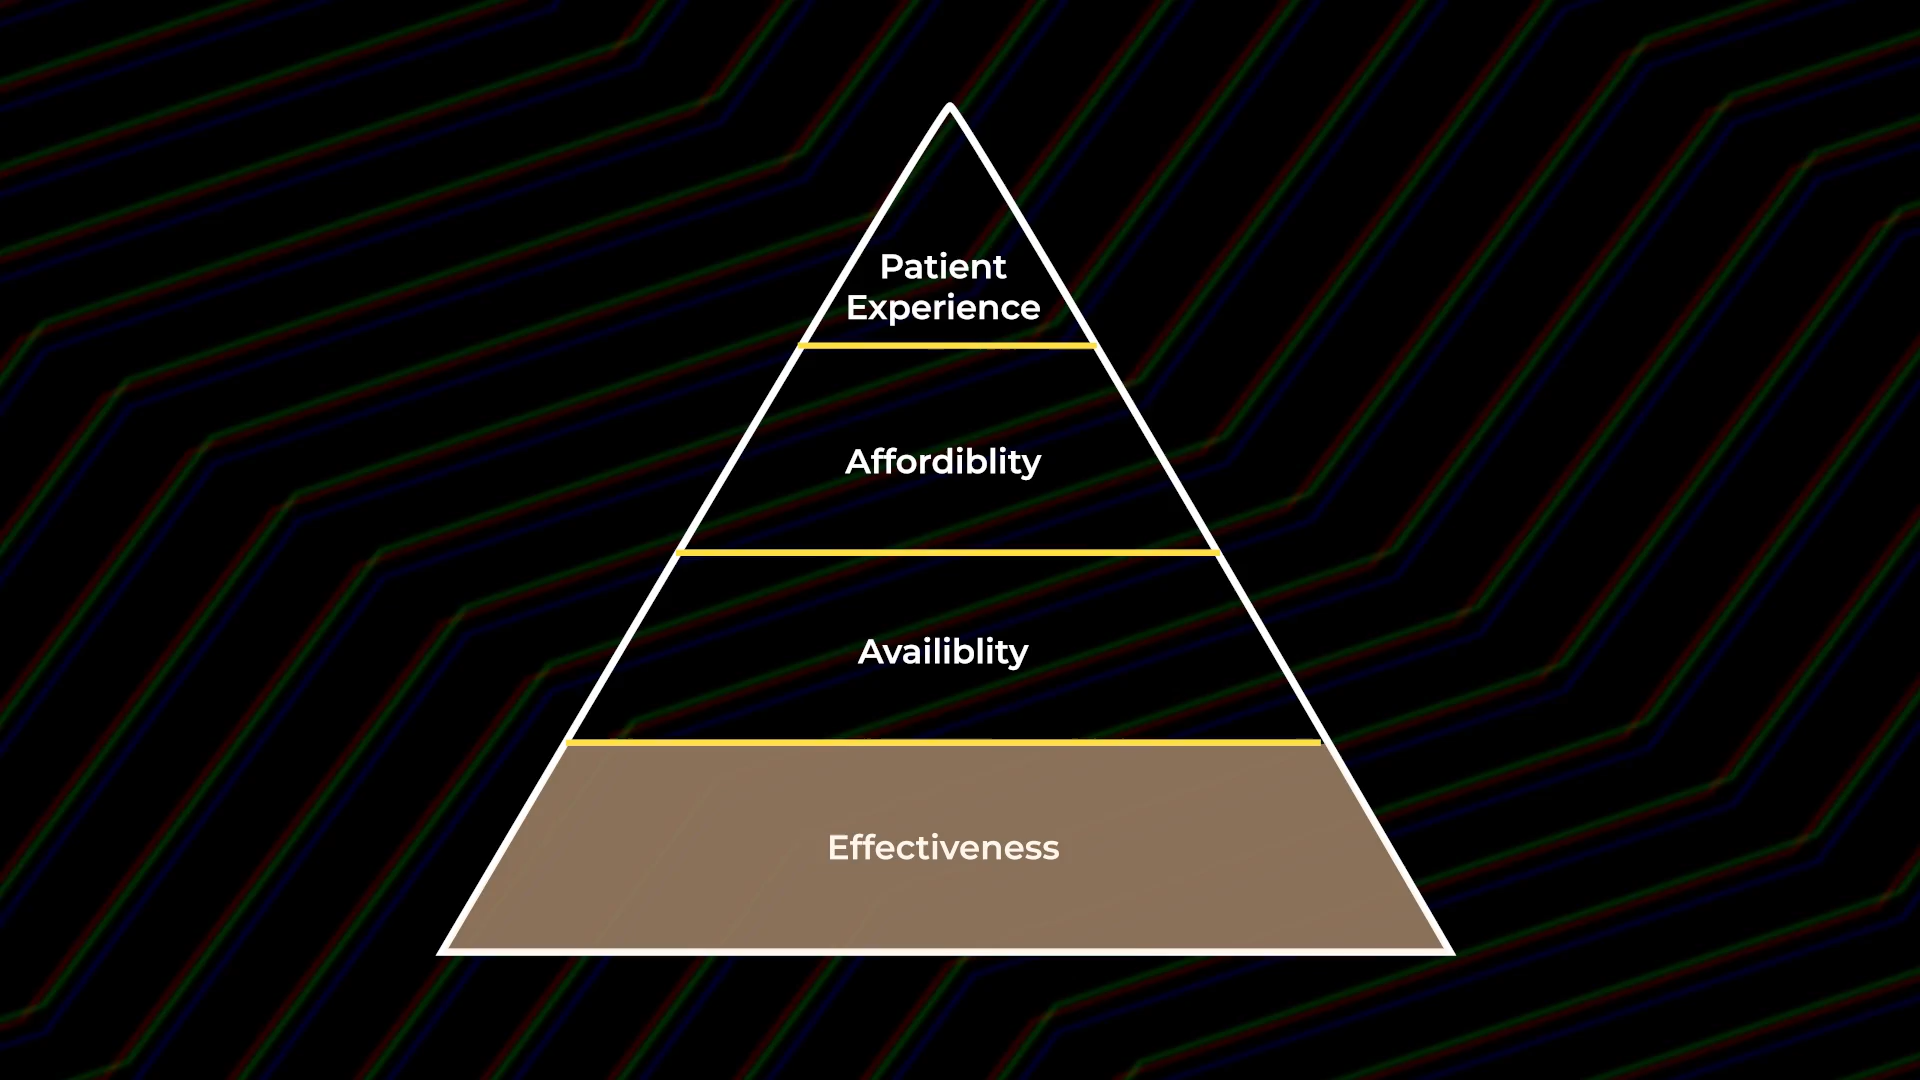 Patient
Experience
Affordiblity
Availiblity
Effectiveness